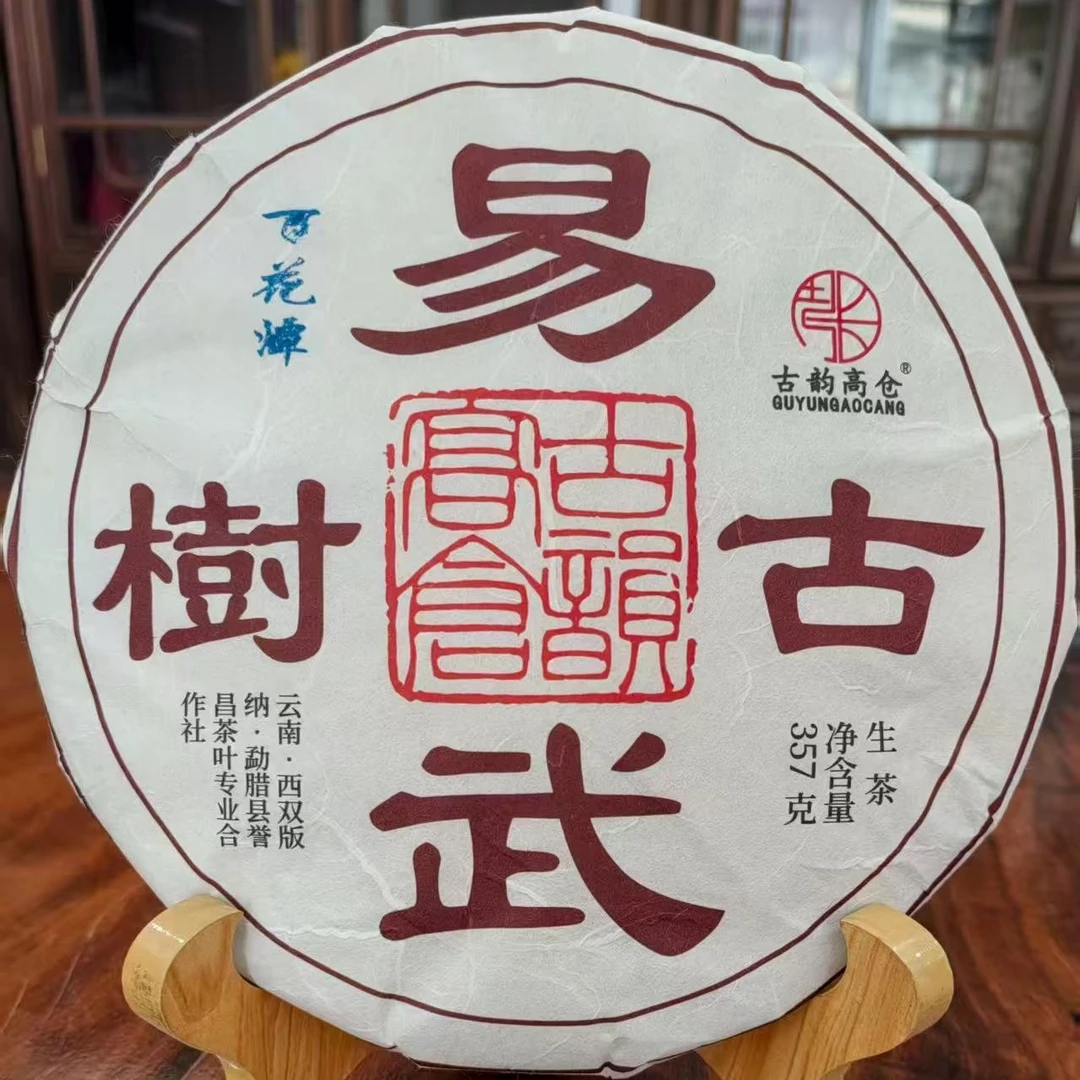 易
武
古
樹
百花潭
古韵高仓®
GUYUNGAOCANG
古韻
高倉
生茶
净含量
357克
云南·西双版
纳·勐腊县誉
昌茶叶专业合
作社